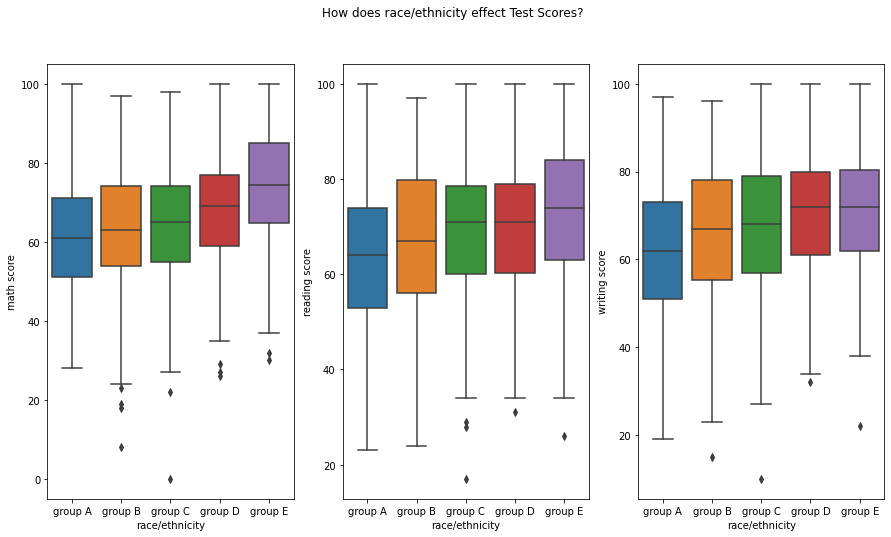 How does race/ethnicity effect Test Scores?
100
80
60
40
20
0
math score
group A group B group C group D group E
race/ethnicity
100
80
60
40
20
reading score
group A group B group C group D group E
race/ethnicity
100
80
60
40
20
writing score
group A group B group C group D group E
race/ethnicity